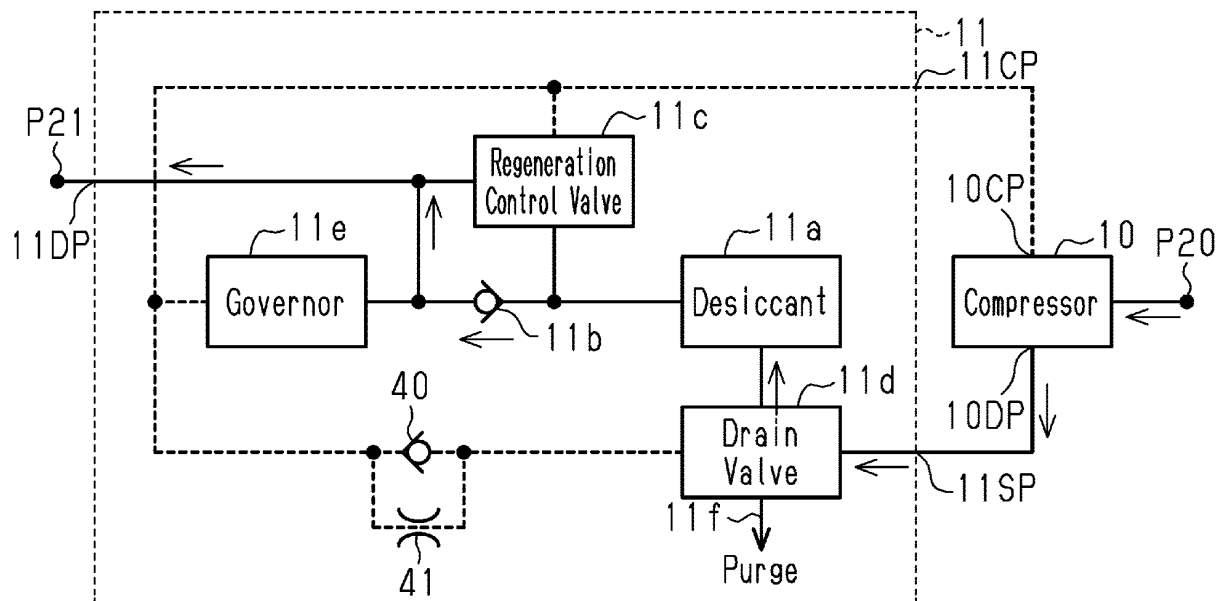 11
11CP
11c
P21
Regeneration
Control Valve
10CP
11DP
11e
11a
10
P20
Governor
Desiccant
Compressor
11b
40
11d
10DP
Drain
Valve
11SP
11f
41
Purge